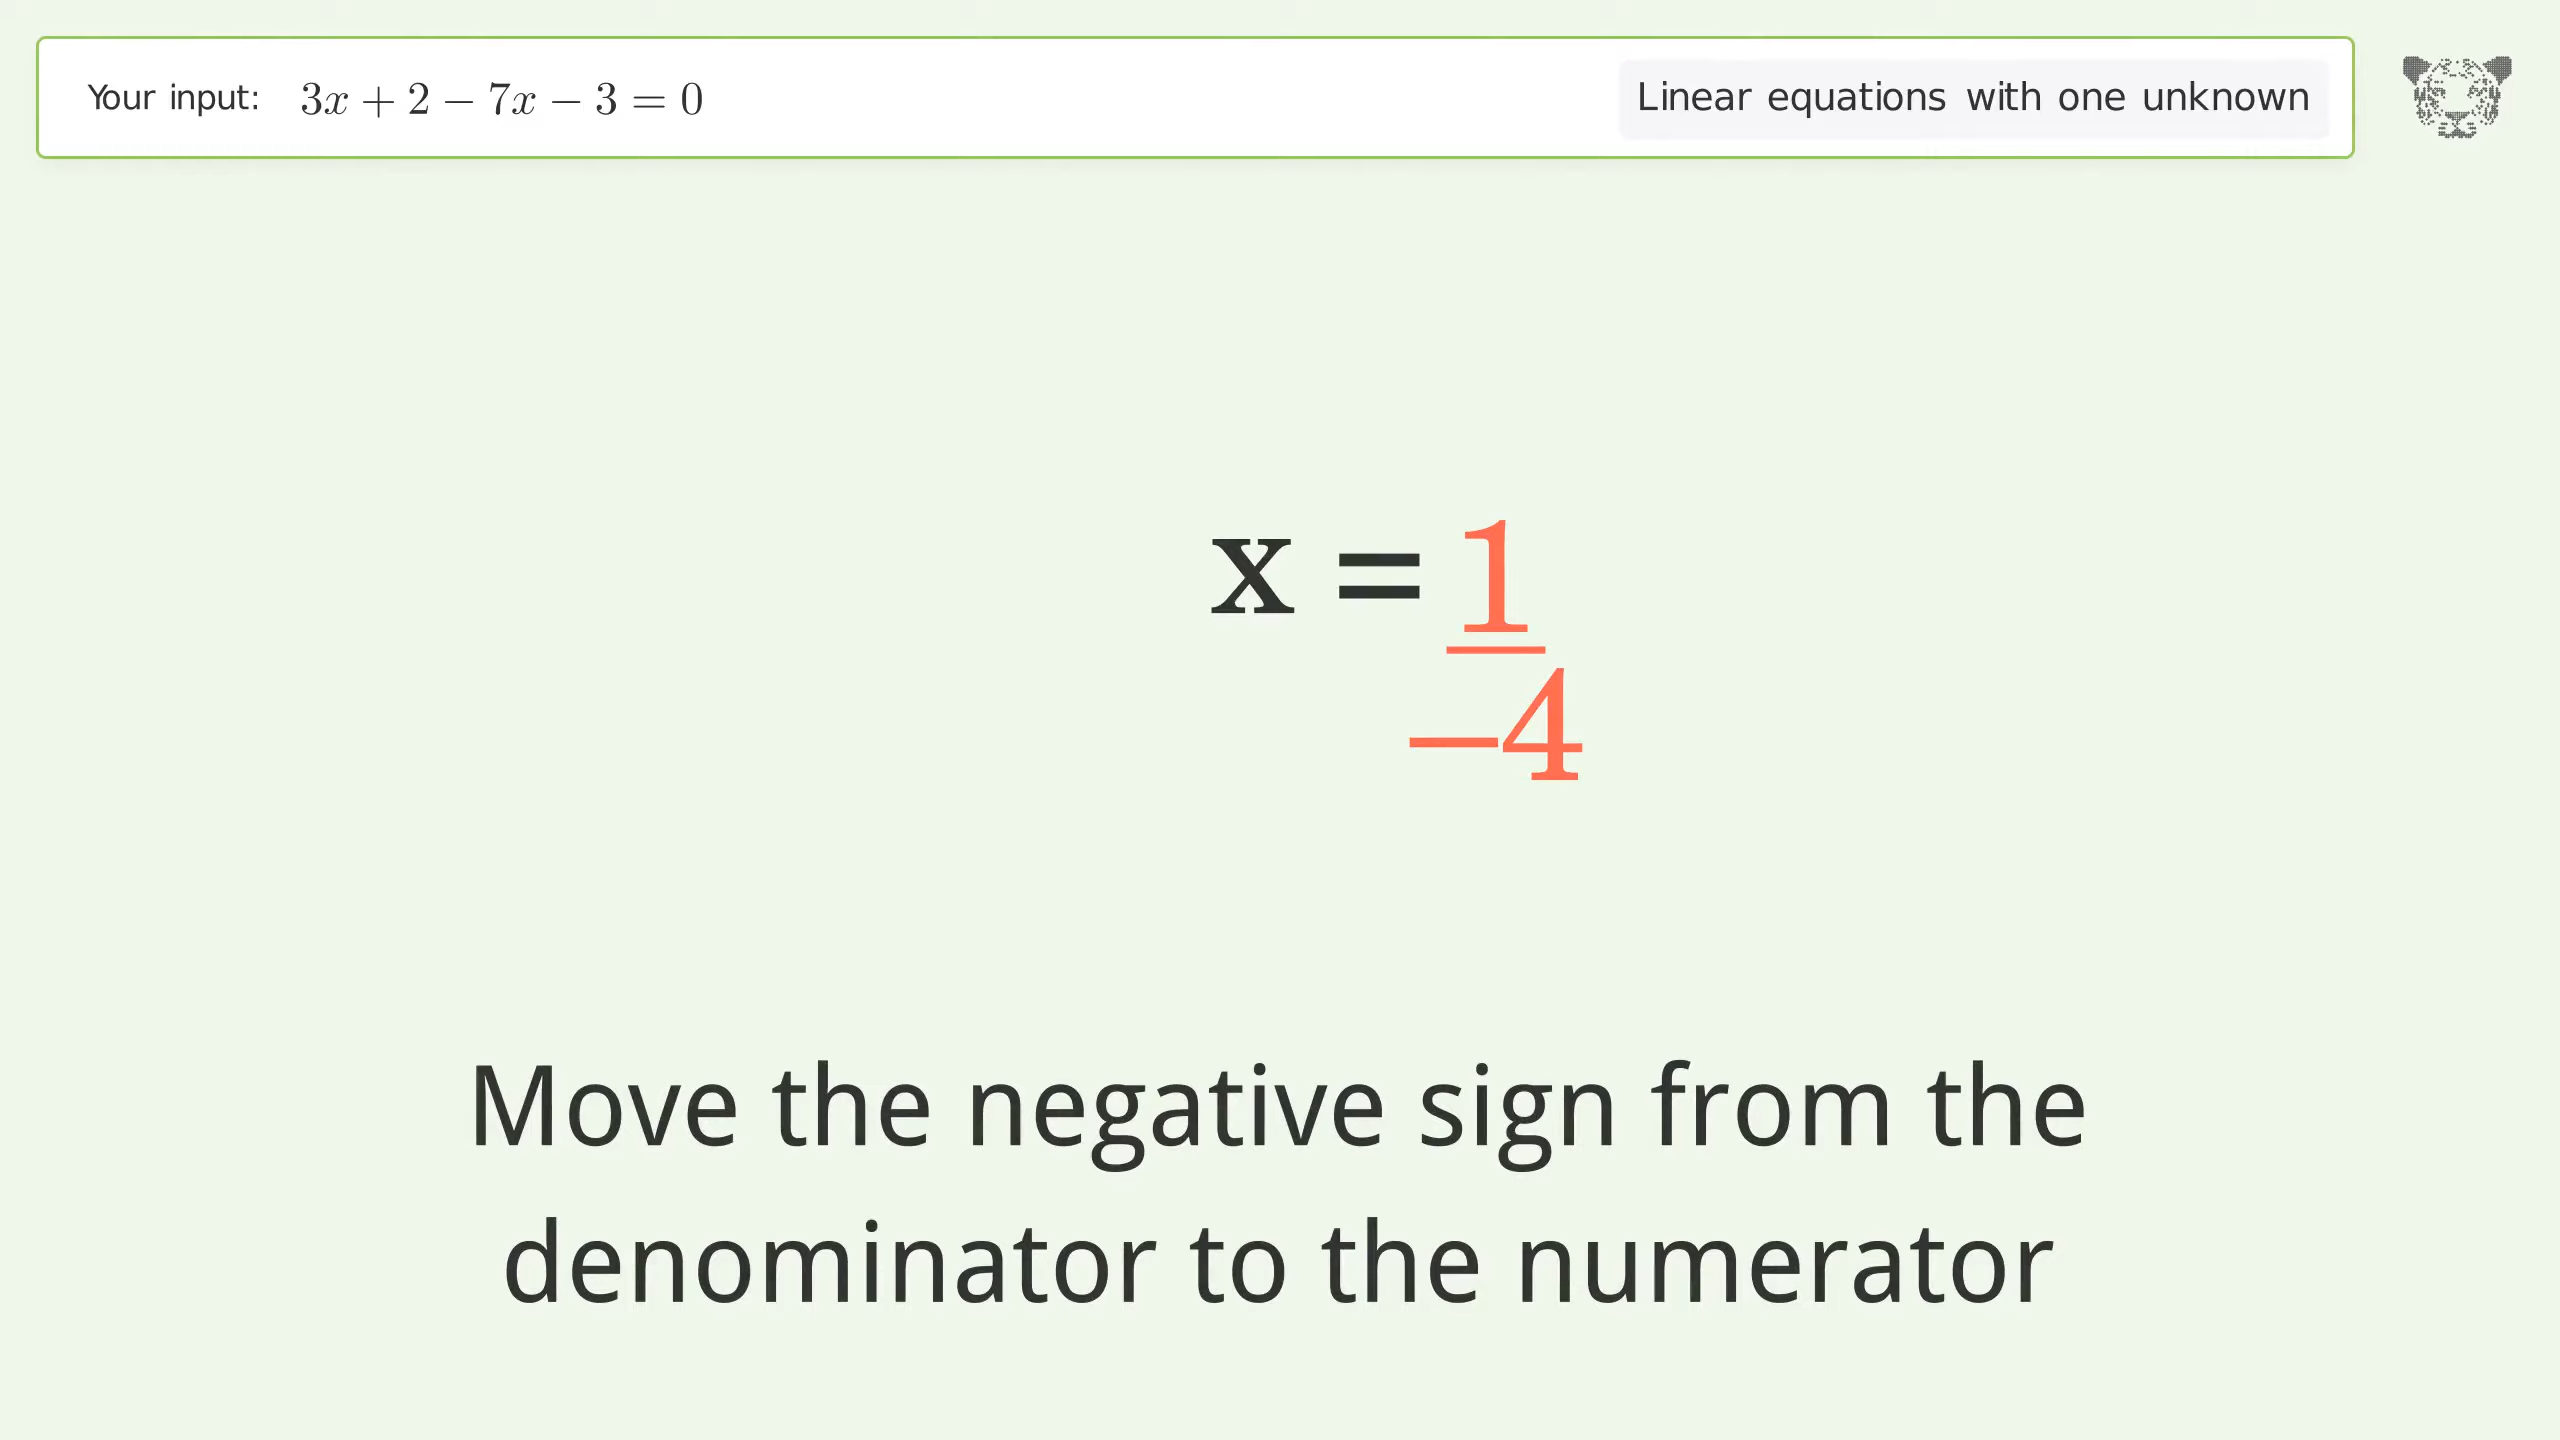 Your input: 3x + 2 − 7x − 3 = 0
Linear equations with one unknown
x = 1
−4
Move the negative sign from the
denominator to the numerator